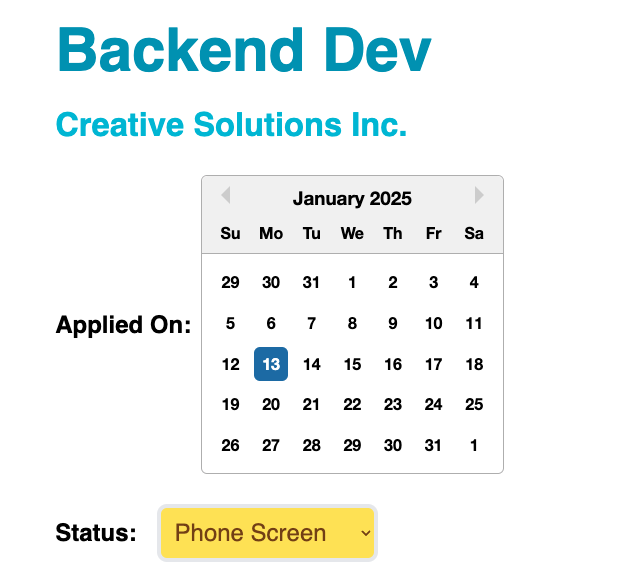 Backend Dev
Creative Solutions Inc.
January 2025
Su Mo Tu We Th Fr Sa
29 30 31 1 2 3 4
Applied On: 5 6 7 8 9 10 11
12 13 14 15 16 17 18
19 20 21 22 23 24 25
26 27 28 29 30 31 1
Status: Phone Screen